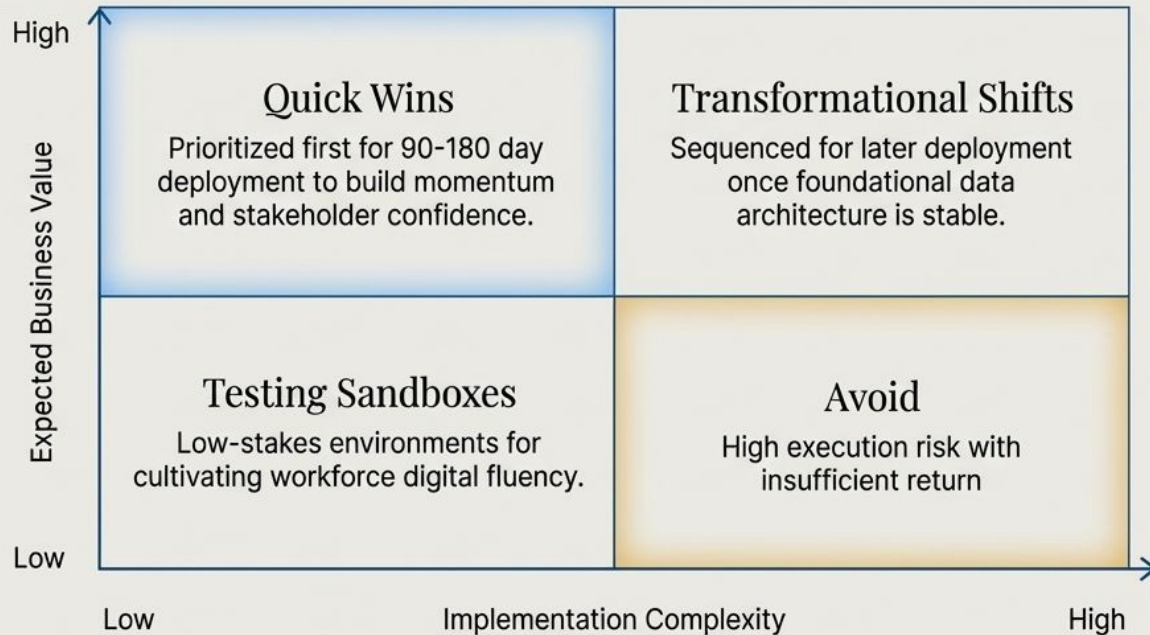 High
Expected Business Value
Low
Quick Wins
Prioritized first for 90-180 day
deployment to build momentum
and stakeholder confidence.
Transformational Shifts
Sequenced for later deployment
once foundational data
architecture is stable.
Testing Sandboxes
Low-stakes environments for
cultivating workforce digital fluency.
Avoid
High execution risk with
insufficient return
Low
Implementation Complexity
High